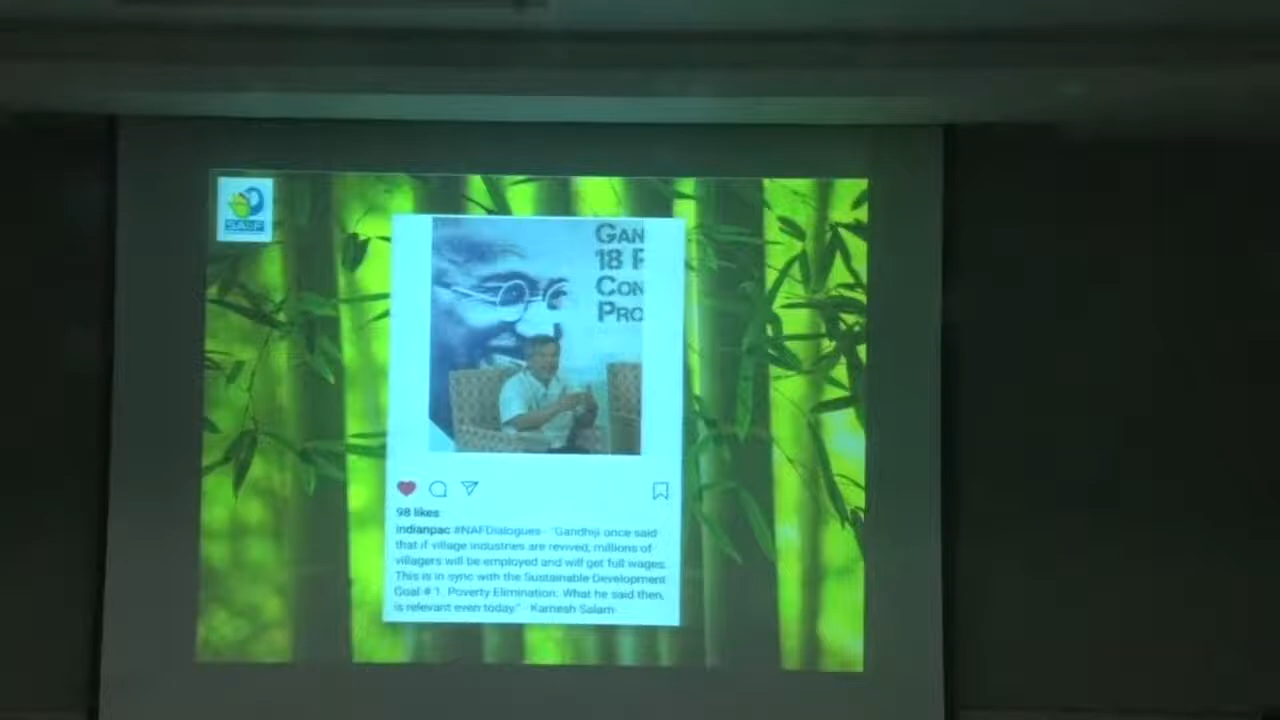 SALF
GAN
18 P
CON
PRO
98 likes
indianpac #NAFDialogues- "Gandhiji once said
that if village industries are revived, millions of
villagers will be employed and will get full wages.
This is in sync with the Sustainable Development
Goal # 1. Poverty Elimination. What he said then,
is relevant even today." - Kamesh Salam-